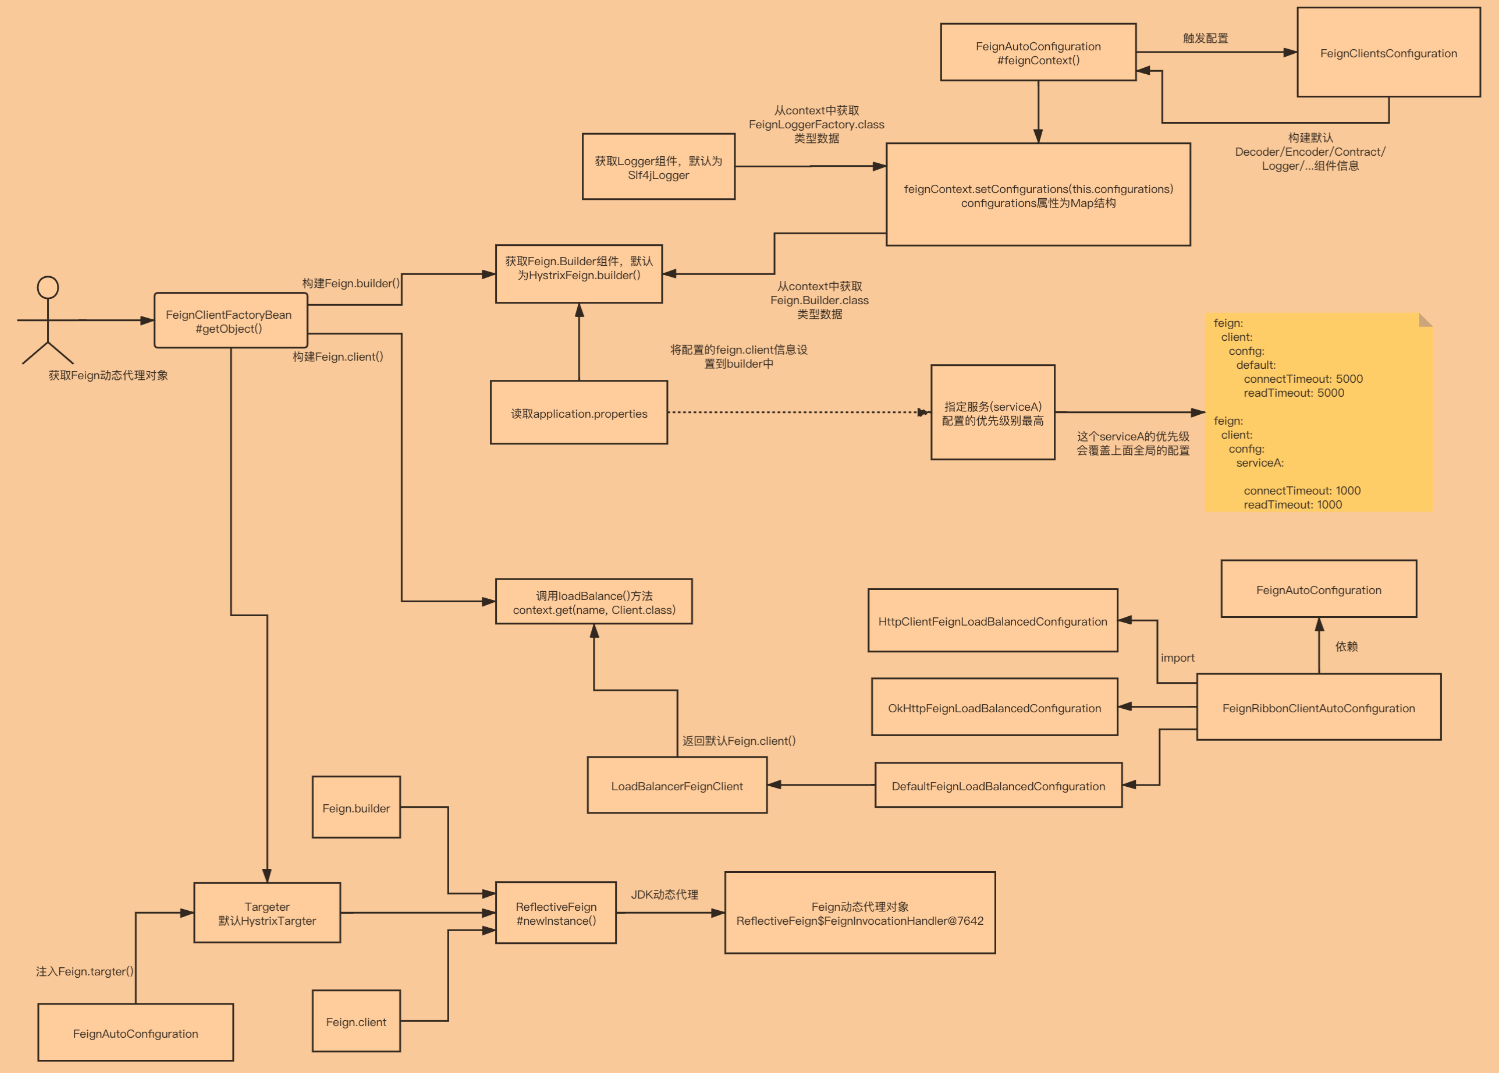 FeignAutoConfiguration
#feignContext()
触发配置
FeignClientsConfiguration
从context中获取
FeignLoggerFactory.class
类型数据
构建默认
Decoder/Encoder/Contract/
Logger/...组件信息
获取Logger组件，默认为
Slf4jLogger
feignContext.setConfigurations(this.configurations)
configurations属性为Map结构
获取Feign.Builder组件，默认
为HystrixFeign.builder()
构建Feign.builder()
从context中获取
Feign.Builder.class
类型数据
FeignClientFactoryBean
#getObject()
获取Feign动态代理对象
构建Feign.client()
将配置的feign.client信息设
置到builder中
读取application.properties
指定服务(serviceA)
配置的优先级别最高
这个serviceA的优先级
会覆盖上面全局的配置
feign:
client:
config:
default:
connectTimeout: 5000
readTimeout: 5000
feign:
client:
config:
serviceA:
connectTimeout: 1000
readTimeout: 1000
调用loadBalance()方法
context.get(name, Client.class)
HttpClientFeignLoadBalancedConfiguration
FeignAutoConfiguration
依赖
import
OkHttpFeignLoadBalancedConfiguration
FeignRibbonClientAutoConfiguration
返回默认Feign.client()
LoadBalancerFeignClient
DefaultFeignLoadBalancedConfiguration
Feign.builder
Targeter
默认HystrixTargter
ReflectiveFeign
#newInstance()
JDK动态代理
Feign动态代理对象
ReflectiveFeign$FeignInvocationHandler@7642
注入Feign.targter()
FeignAutoConfiguration
Feign.client